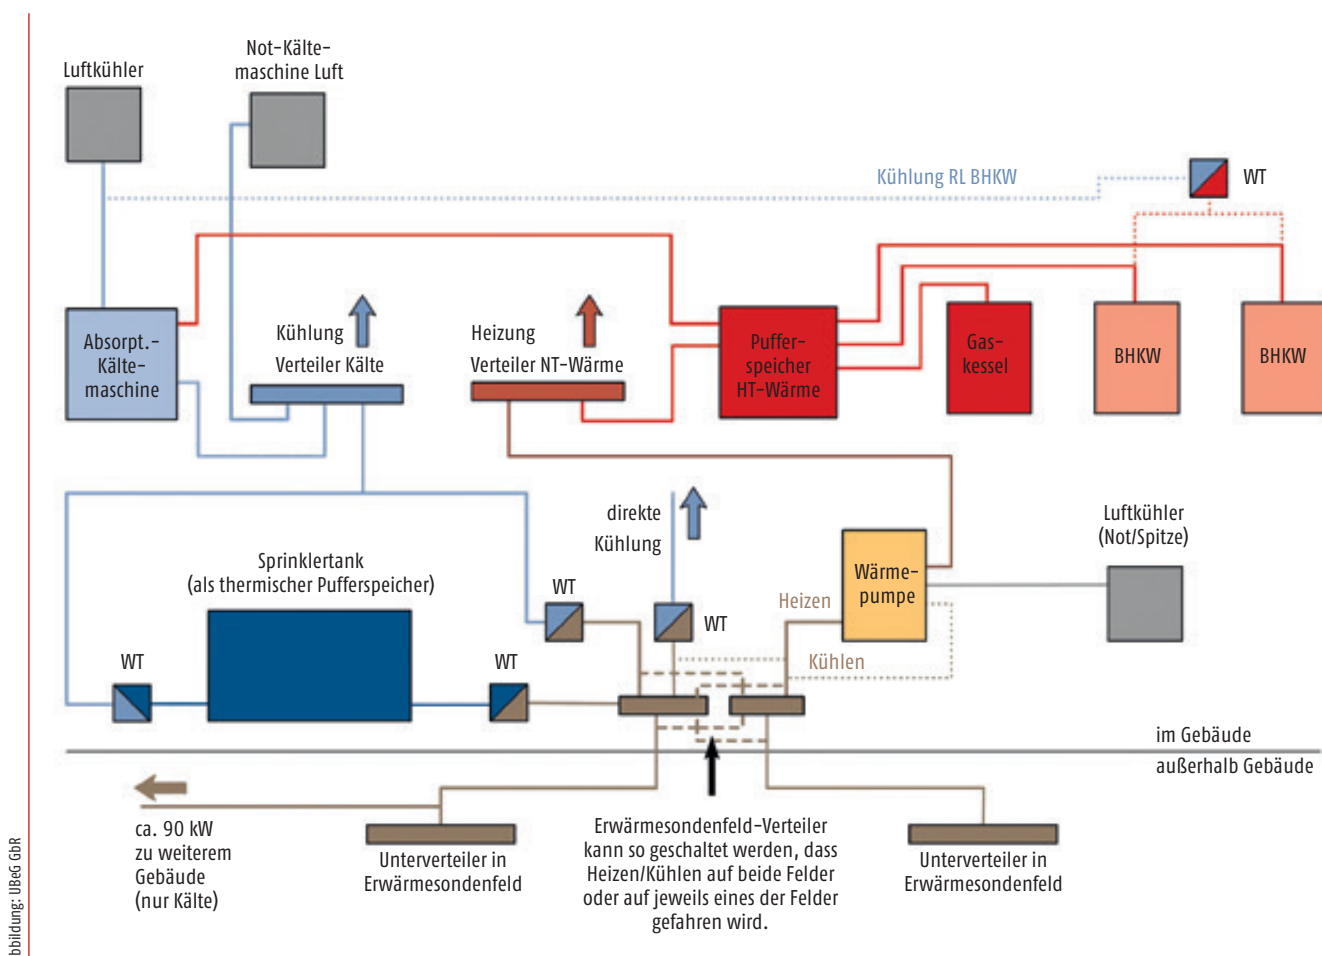 Not-Kälte-
maschine Luft
Luftkühler
Kühlung RL BHKW
WT
Absorpt.-
Kälte-
maschine
Kühlung
Verteiler Kälte
Heizung
Verteiler NT-Wärme
Puffer-
speicher
HT-Wärme
Gas-
kessel
BHKW
BHKW
direkte
Kühlung
Luftkühler
(Not/Spitze)
Sprinklertank
(als thermischer Pufferspeicher)
WT
WT
Heizen
Wärme-
pumpe
Kühlen
WT
WT
im Gebäude
außerhalb Gebäude
ca. 90 kW
zu weiterem
Gebäude
(nur Kälte)
Unterverteiler in
Erwärmesondenfeld
Erwärmesondenfeld-Verteiler
kann so geschaltet werden, dass
Heizen/Kühlen auf beide Felder
oder auf jeweils eines der Felder
gefahren wird.
Unterverteiler in
Erwärmesondenfeld
bbildung: UBeG GbR